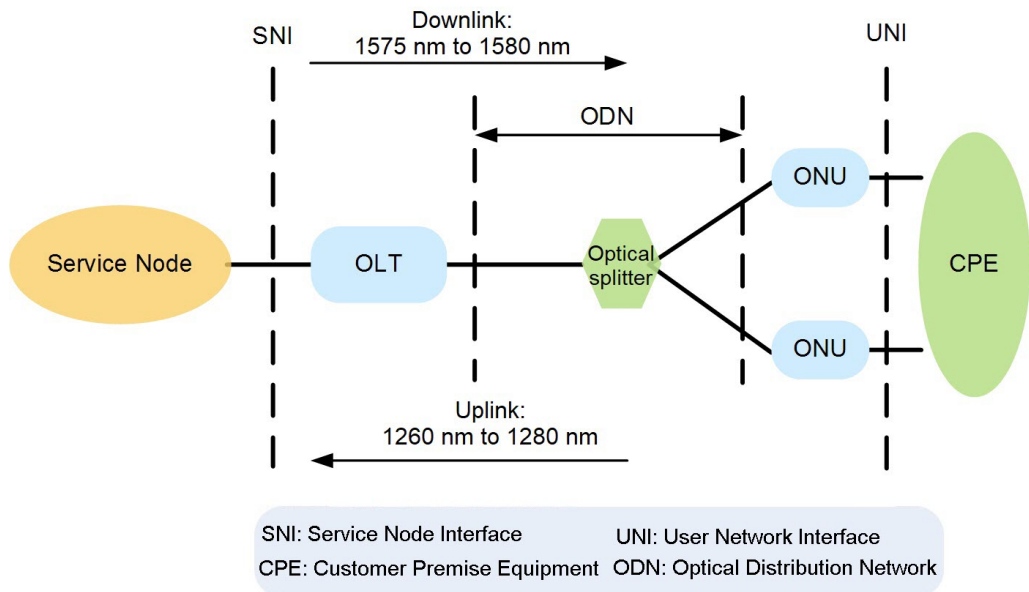 Downlink:
1575 nm to 1580 nm
SNI
UNI
ODN
ONU
Service Node
OLT
Optical
splitter
CPE
ONU
Uplink:
1260 nm to 1280 nm
SNI: Service Node Interface
UNI: User Network Interface
CPE: Customer Premise Equipment
ODN: Optical Distribution Network